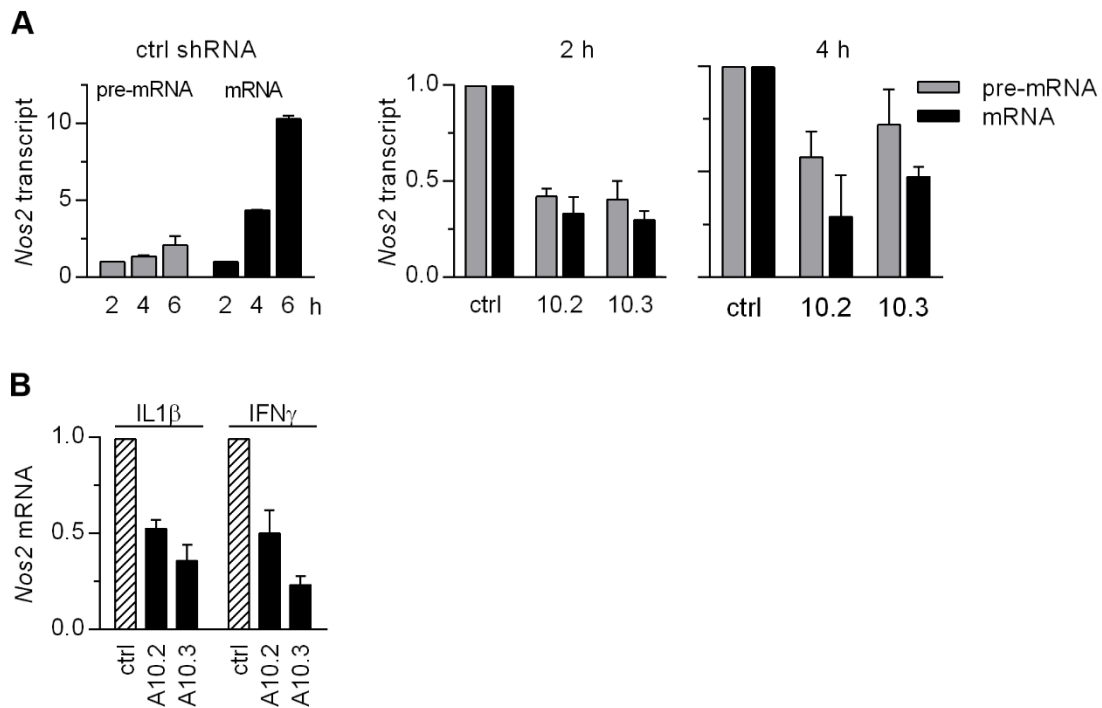 A
ctrl shRNA
pre-mRNA mRNA
Nos2 transcript
10
5
0
2 4 6 2 4 6 h
2 h
Nos2 transcript
1.0
0.5
0.0
ctrl 10.2 10.3
4 h
ctrl 10.2 10.3
pre-mRNA
mRNA
B
IL1β IFNγ
Nos2 mRNA
1.0
0.5
0.0
ctrl A10.2 A10.3 ctrl A10.2 A10.3